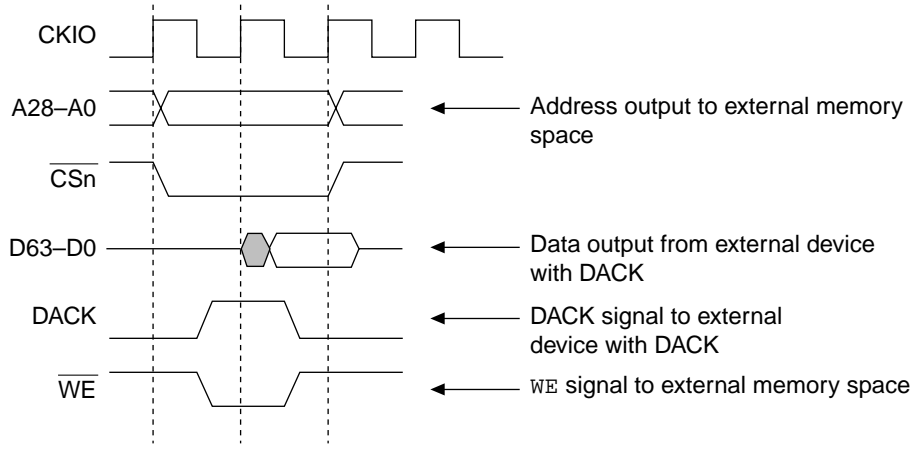 CKIO
A28–A0
Address output to external memory
space
CSn
D63–D0
Data output from external device
with DACK
DACK
DACK signal to external
device with DACK
WE
WE signal to external memory space